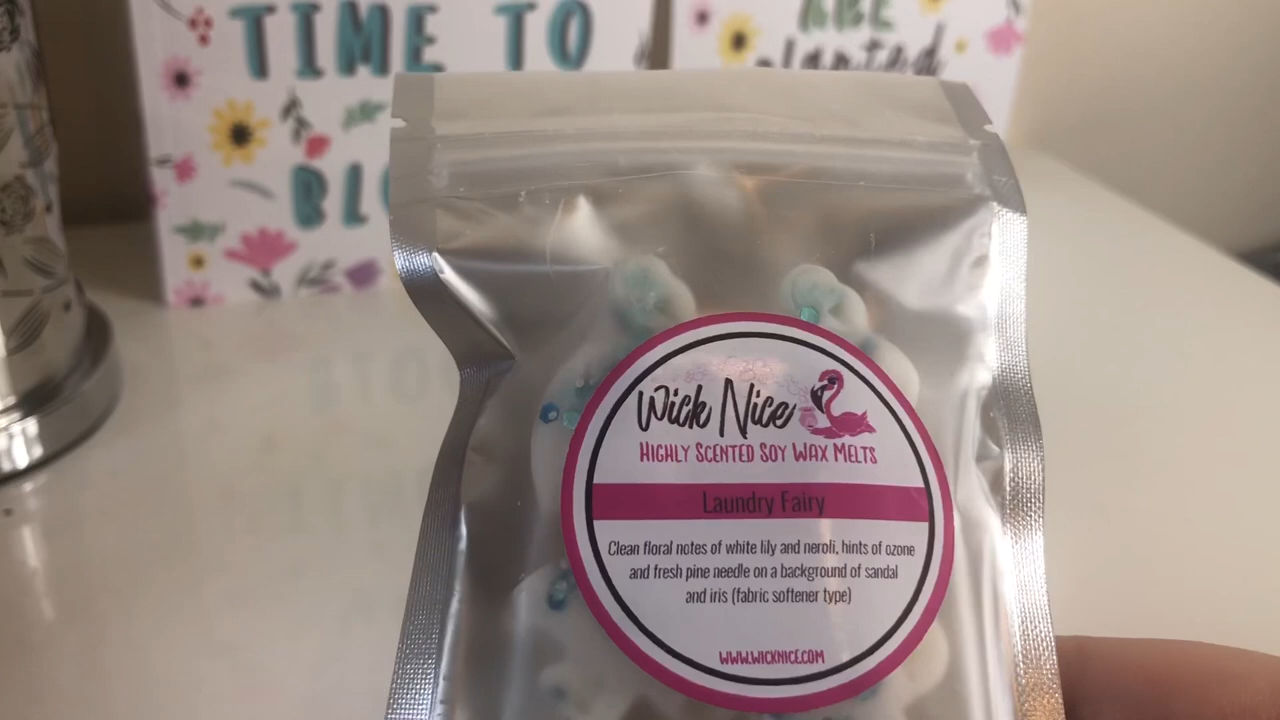 TIME TO
ARE
planted
Wick Nice
Highly Scented Soy Wax Melts
Laundry Fairy
Clean floral notes of white lily and neroli, hints of ozone
and fresh pine needle on a background of sandal
and iris (fabric softener type)
www.wicknice.com